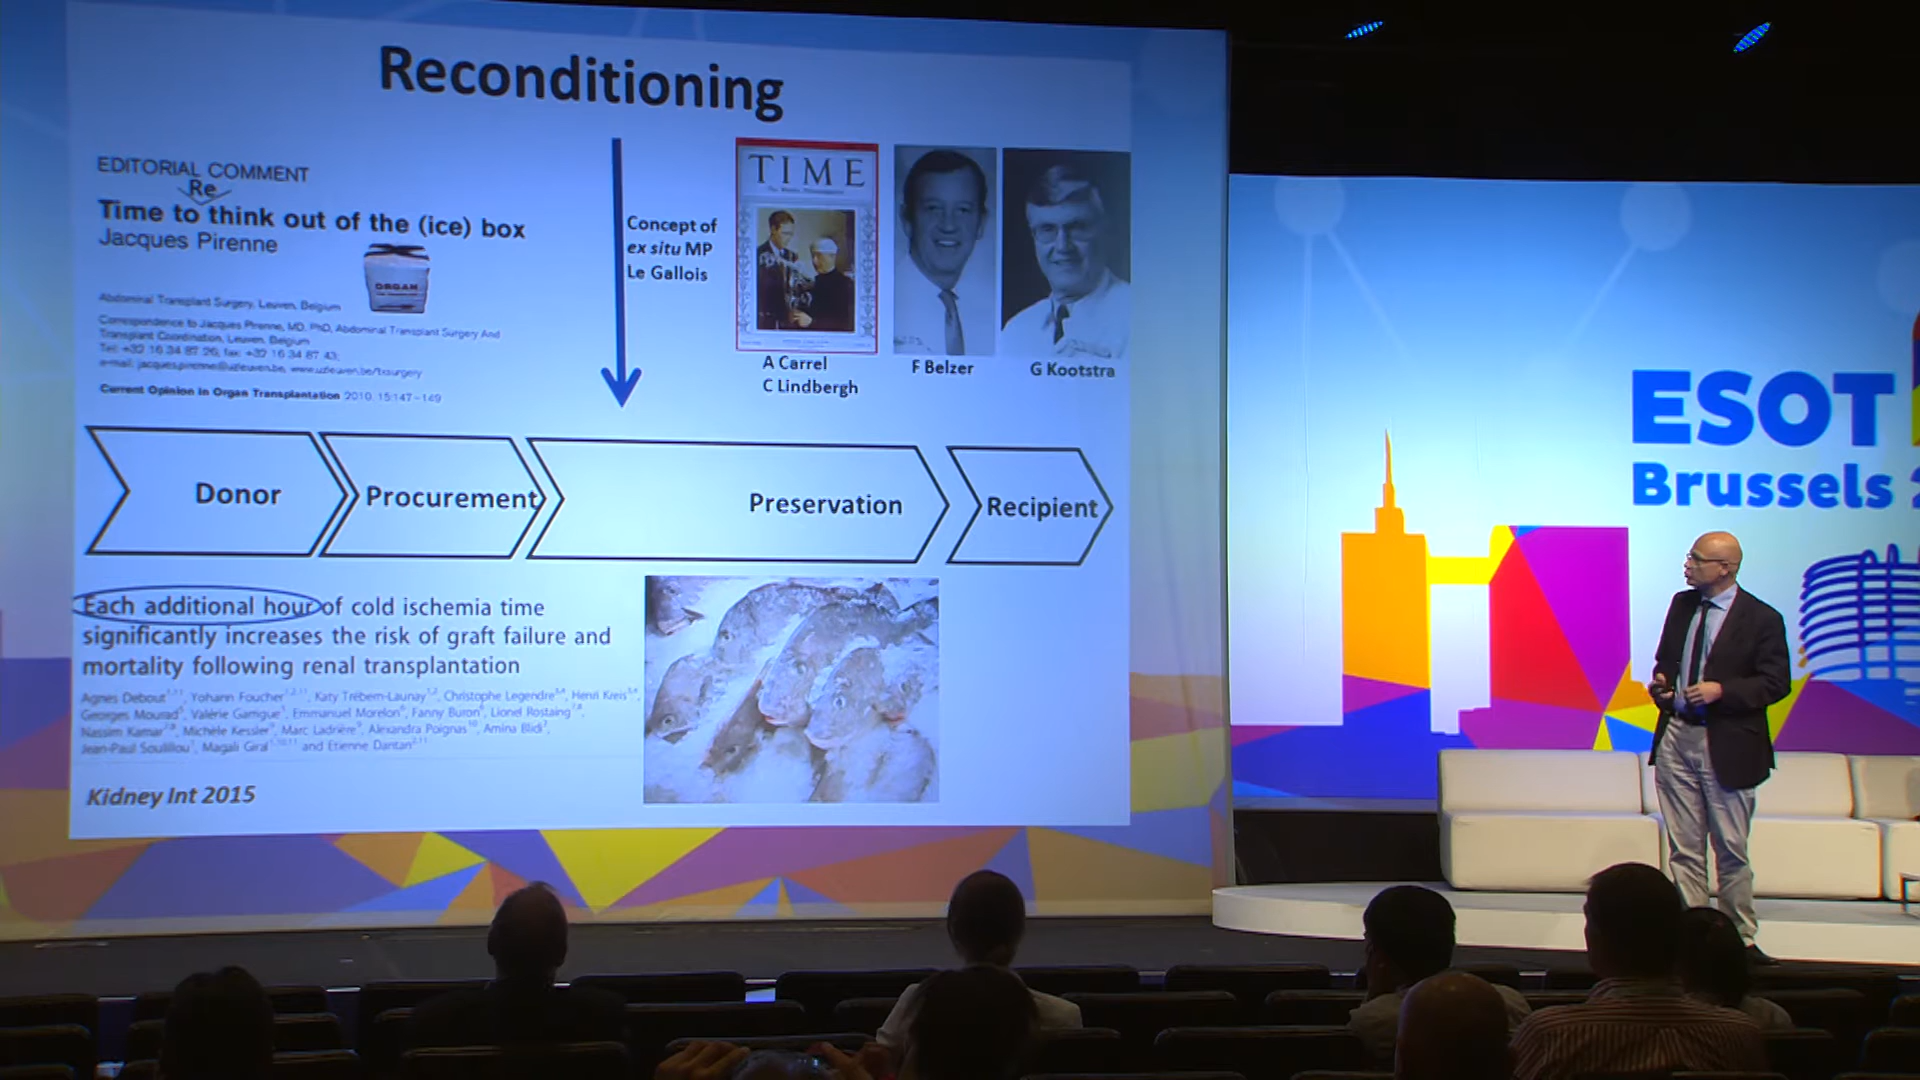 Reconditioning
EDITORIAL COMMENT
Re
Time to think out of the (ice) box
Jacques Pirenne
ORGAN
Abdominal Transplant Surgery, Leuven, Belgium
Correspondence to Jacques Pirenne, MD, PhD, Abdominal Transplant Surgery And
Transplant Coordination, Leuven, Belgium
Tel: +32 16 34 87 26; fax: +32 16 34 87 43;
Current Opinion in Organ Transplantation 2010, 15:147–149
Concept of
ex situ MP
Le Gallois
TIME
A Carrel
C Lindbergh
F Belzer
G Kootstra
Donor
Procurement
Preservation
Recipient
Each additional hour of cold ischemia time
significantly increases the risk of graft failure and
mortality following renal transplantation
Agnes Debout, Yohann Foucher, Katy Trébern-Launay, Christophe Legendre, Henri Kreis,
Georges Mourad, Valérie Garrigue, Emmanuel Morelon, Fanny Buron, Lionel Rostaing,
Nassim Kamar, Michèle Kessler, Marc Ladrière, Alexandra Poignas, Amina Blidi,
Jean-Paul Soulillou, Magali Giral and Etienne Dantan
Kidney Int 2015
ESOT
Brussels 2